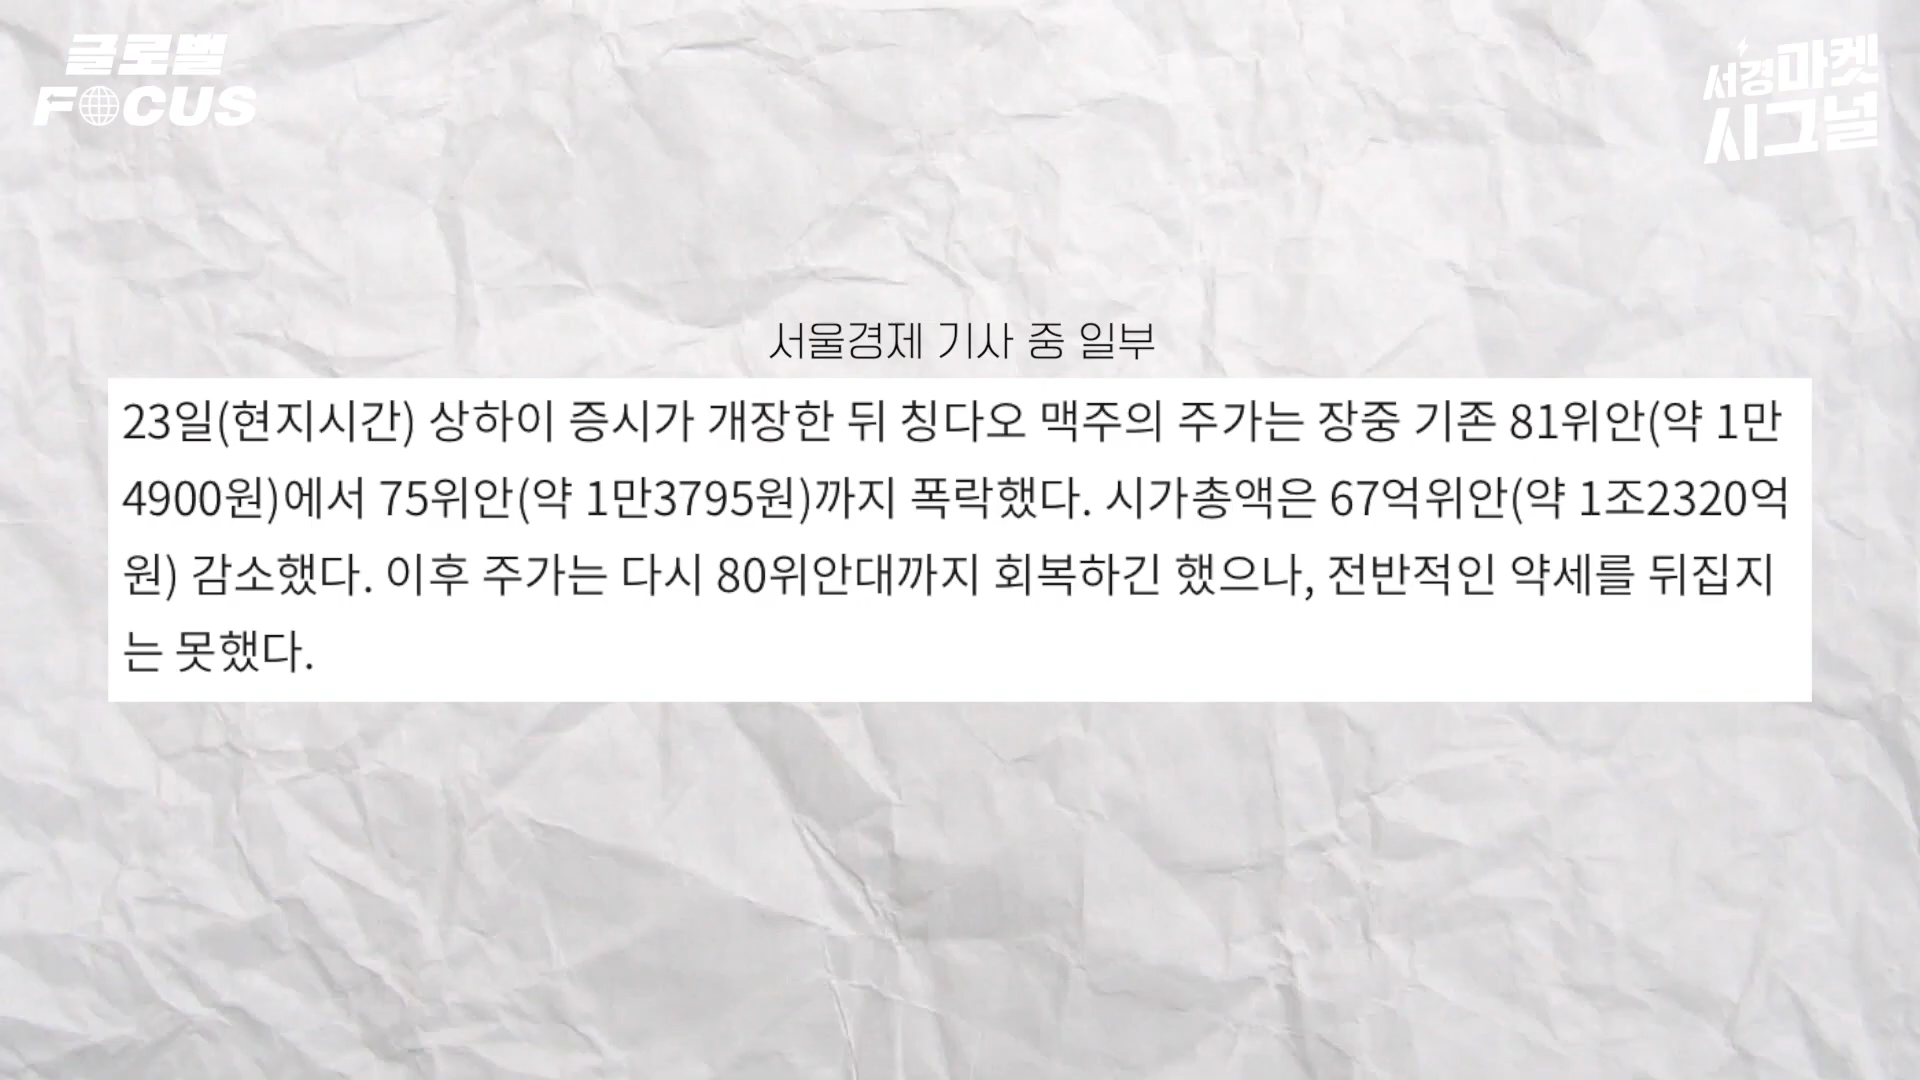 글로벌
FOCUS
서경마켓
시그널
서울경제 기사 중 일부
23일(현지시간) 상하이 증시가 개장한 뒤 칭다오 맥주의 주가는 장중 기존 81위안(약 1만
4900원)에서 75위안(약 1만3795원)까지 폭락했다. 시가총액은 67억위안(약 1조2320억
원) 감소했다. 이후 주가는 다시 80위안대까지 회복하긴 했으나, 전반적인 약세를 뒤집지
는 못했다.